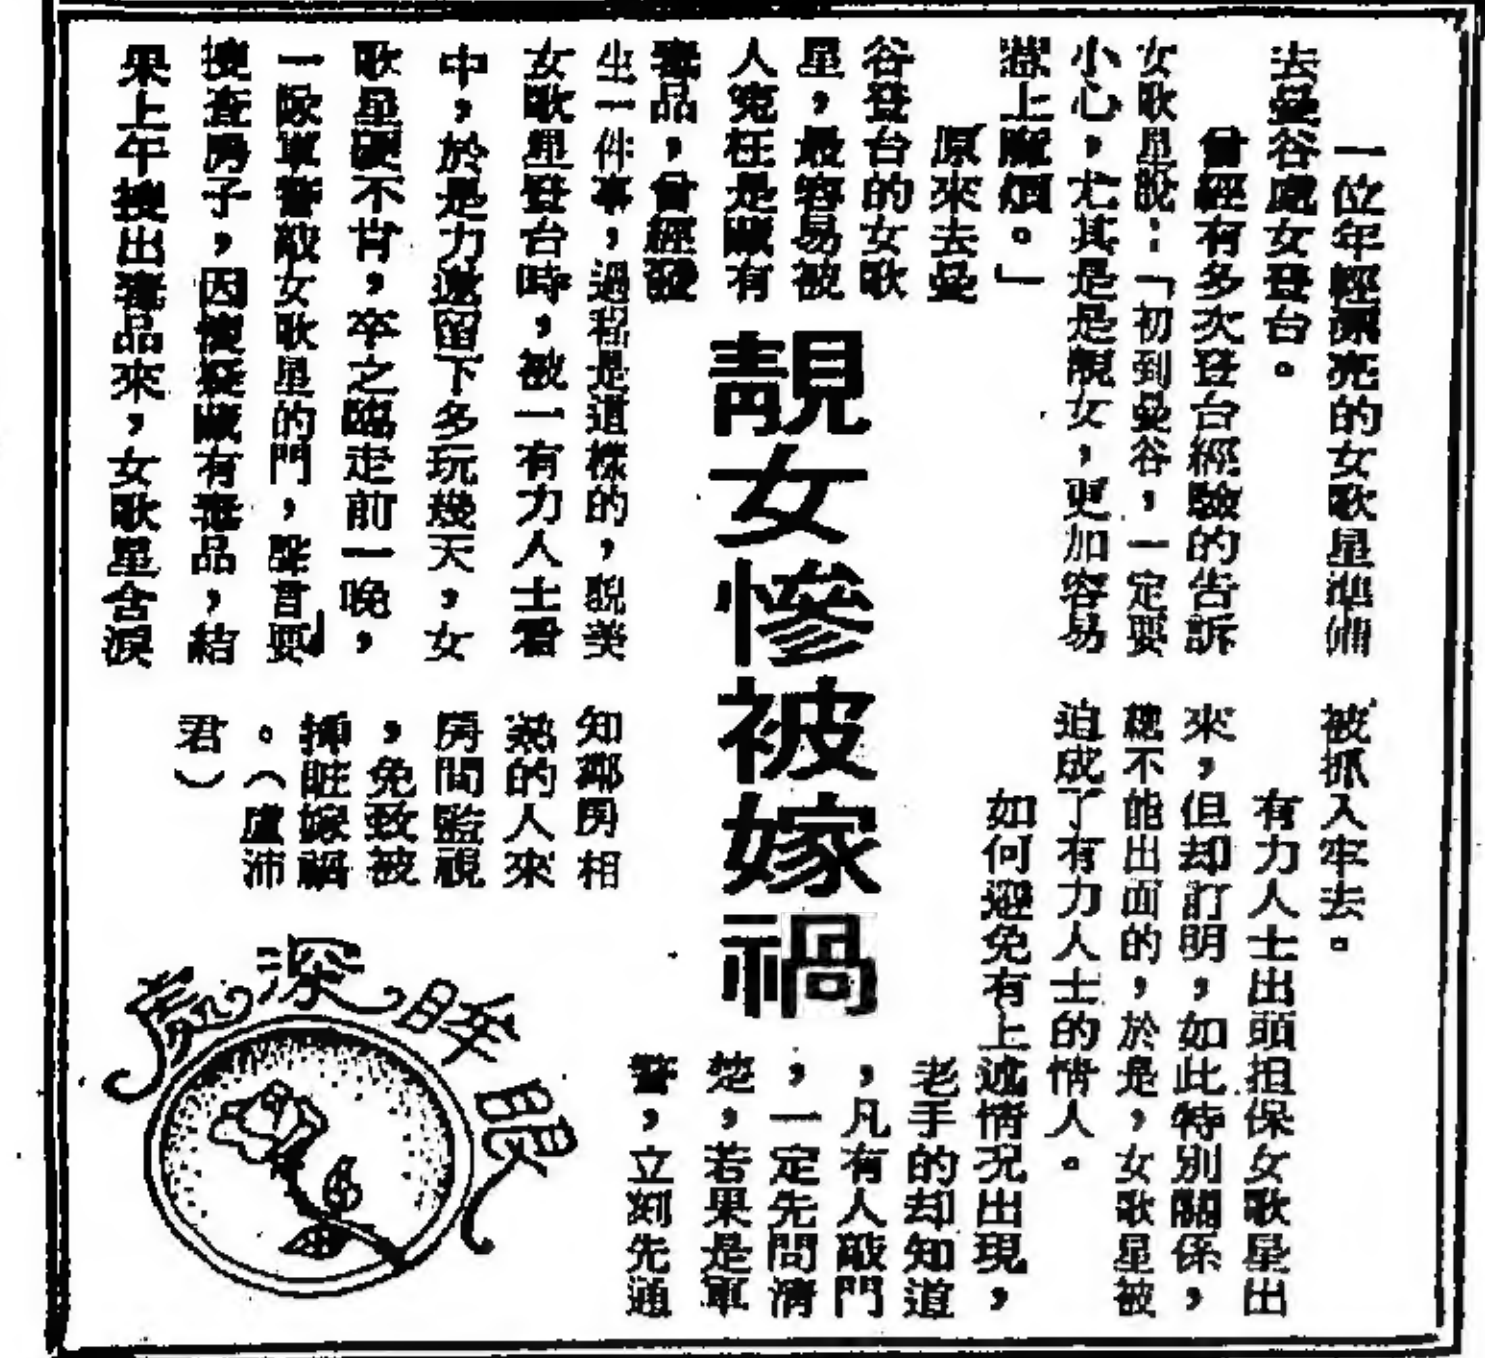 靚女慘被嫁禍
一位年輕漂亮的女歌星準備
去曼谷處女登台。
曾經有多次登台經驗的告訴
女歌星說：「初到曼谷，一定要
小心，尤其是是靚女，更加容易
惹上麻煩。」
原來去曼
谷登台的女歌
星，最容易被
人寃枉是藏有
毒品，曾經發
生一件事，過程是這樣的，貌美
女歌星登台時，被一有力人士看
中，於是力邀留下多玩幾天，女
歌星硬不肯，卒之臨走前一晚，
一隊軍警敲女歌星的門，聲言要
搜查房子，因懷疑藏有毒品，結
果上午搜出毒品來，女歌星含淚
被抓入牢去。
有力人士出頭担保女歌星出
來，但却訂明，如此特別關係，
總不能出面的，於是，女歌星被
迫成了有力人士的情人。
如何避免有上述情況出現，
老手的却知道
，凡有人敲門
，一定先問清
楚，若果是軍
警，立刻先通
知鄰房相
熟的人來
房間監視
，免致被
揷賍嫁禍
。（盧沛
君）
眼眸深處